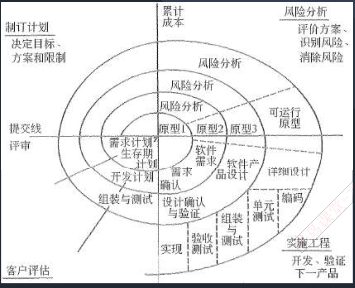 制订计划
决定目标、
方案和限制
累计
成本
风险分析
评价方案、
识别风险、
消除风险
风险分析
风险分析
风险分析
可运行
原型
提交线
评审
原型1
原型2
原型3
需求计划
生存期
计划
开发计划
组装与测试
软件
需求
需求
确认
软件产
品设计
详细设计
设计确认
与验证
实现
验收
测试
组装
与
测试
单元
测试
编码
客户评估
实施工程
开发、验证
下一产品